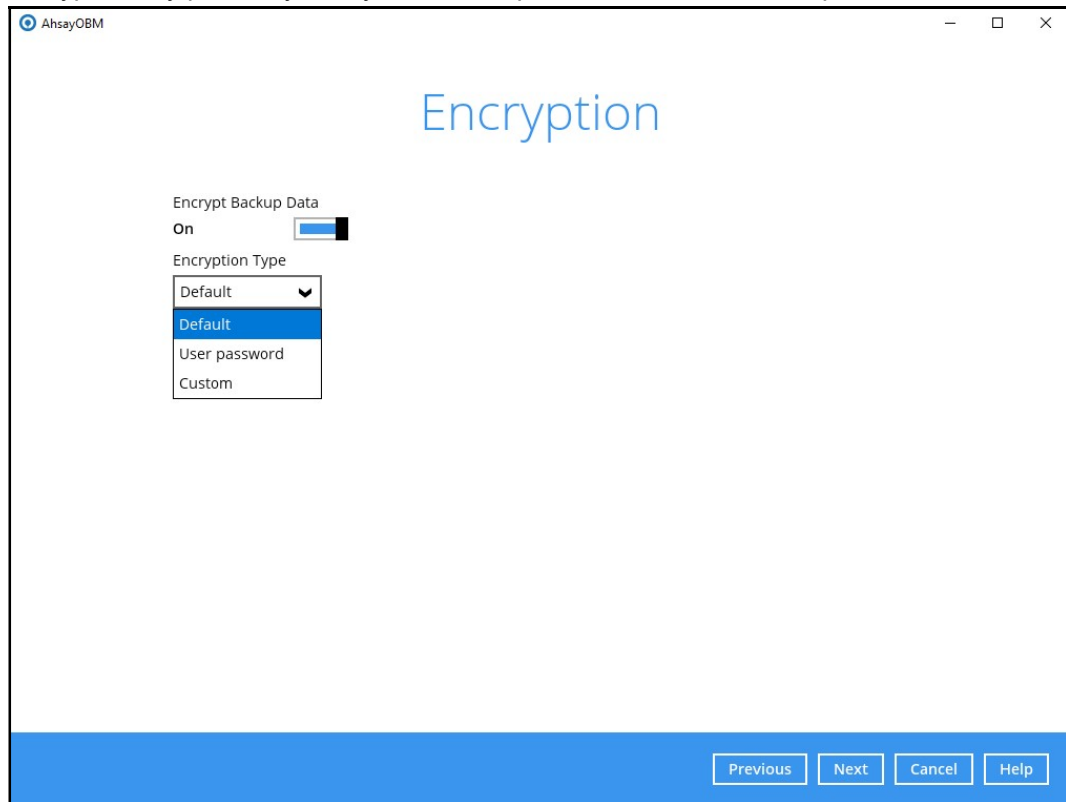 AhsayOBM
Encryption
Encrypt Backup Data
On
Encryption Type
Default
Default
User password
Custom
Previous Next Cancel Help